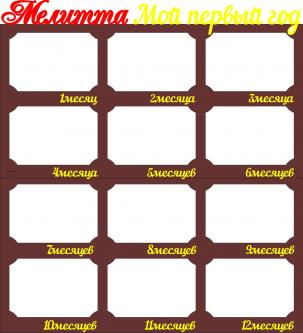 Мелитта Мой первый год
1месяц 2месяца 3месяца
4месяца 5месяцев 6месяцев
7месяцев 8месяцев 9месяцев
10месяцев 11месяцев 12месяцев